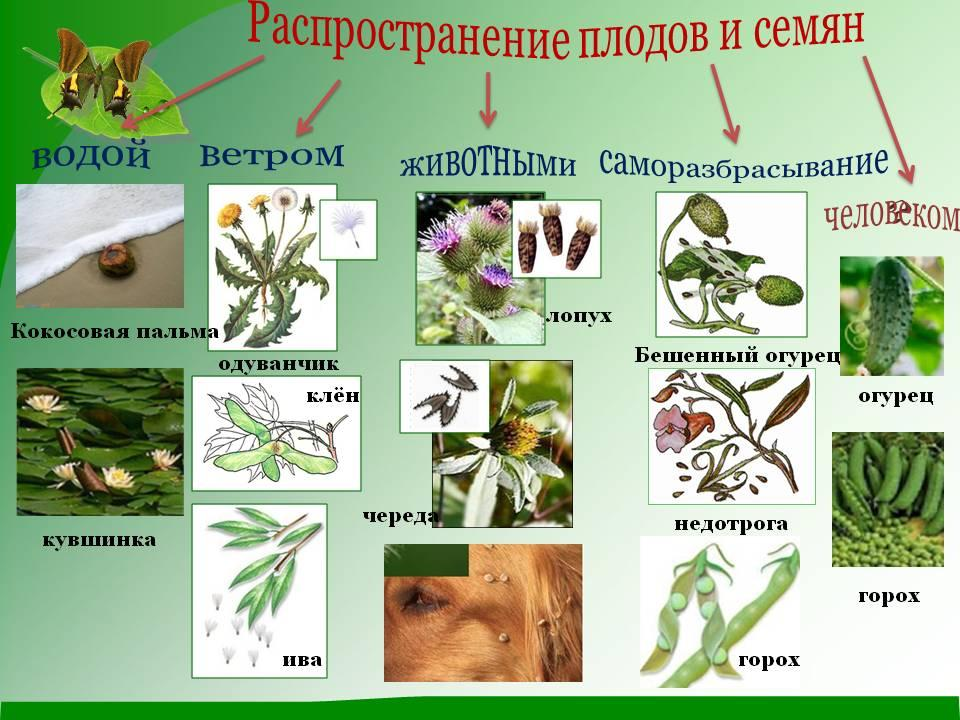 Распространение плодов и семян
водой
ветром
животными
саморазбрасывание
человеком
Кокосовая пальма
кувшинка
одуванчик
клён
ива
лопух
череда
Бешенный огурец
недотрога
горох
огурец
горох